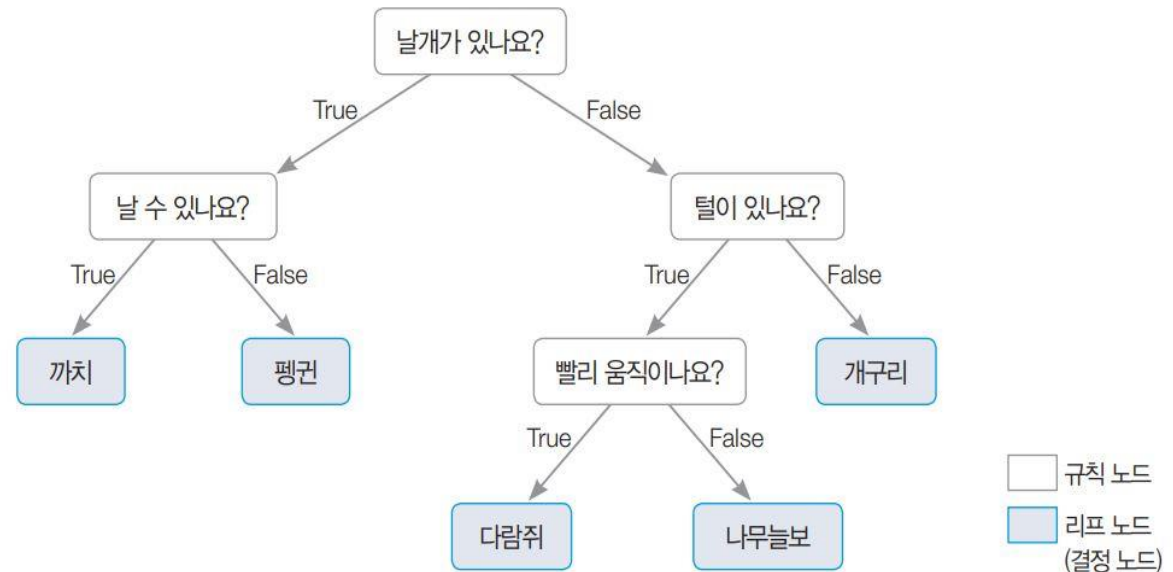 날개가 있나요?
True
False
날 수 있나요?
털이 있나요?
True
False
True
False
까치
펭귄
빨리 움직이나요?
개구리
True
False
다람쥐
나무늘보
규칙 노드
리프 노드
(결정 노드)